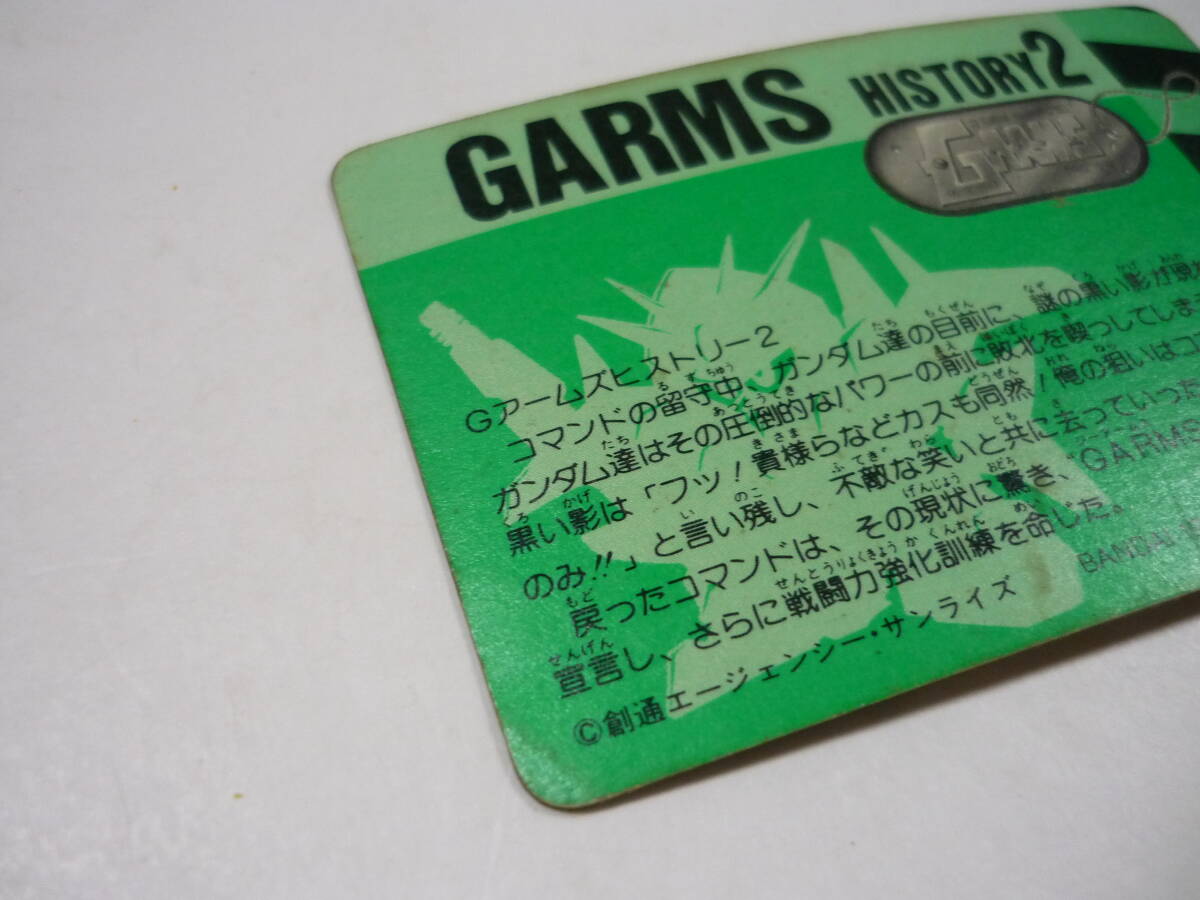 GARMS HISTORY2
Gアームズヒストリー2
コマンドの留守中、ガンダム達の目前に、謎の黒い影が現
ガンダム達はその圧倒的なパワーの前に敗北を喫っしてしま
黒い影は「フッ！貴様らなどカスも同然！俺の狙いはコ
のみ!!」と言い残し、不敵な笑いと共に去っていった
戻ったコマンドは、その現状に驚き、"GARMS
宣言し、さらに戦闘力強化訓練を命じた。
©創通エージェンシー・サンライズ BANDAI